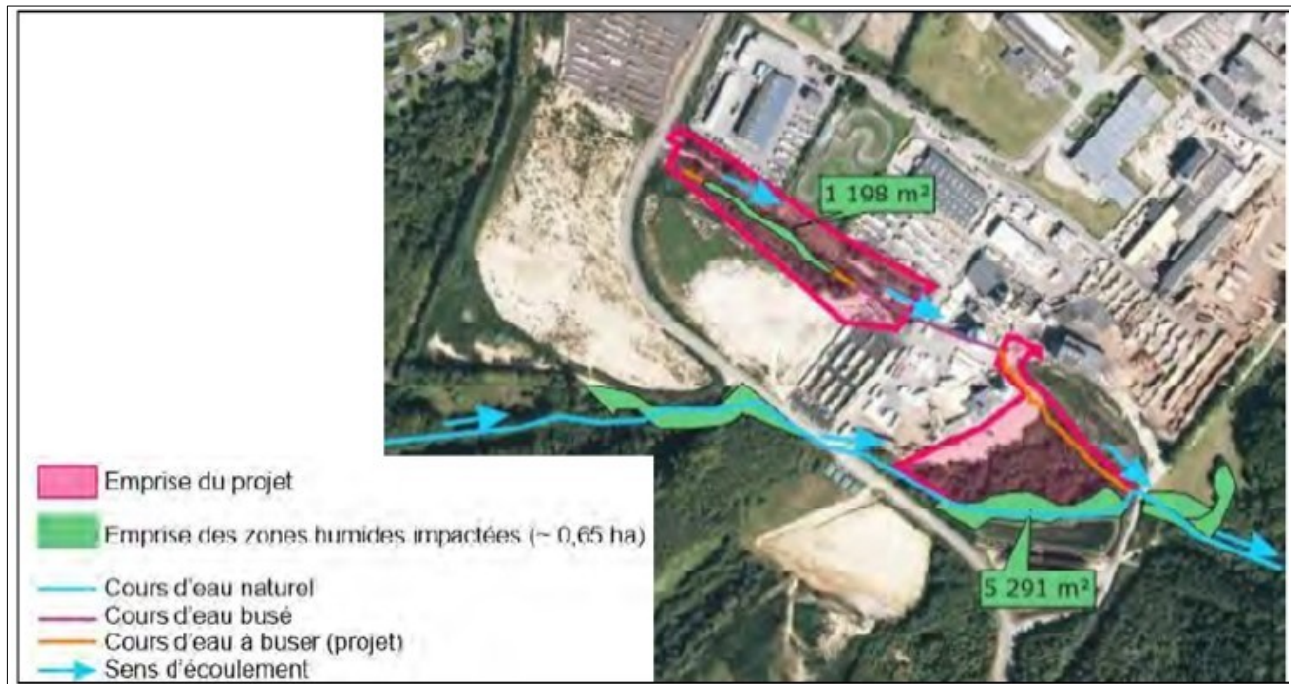 1 198 m²
5 291 m²
Emprise du projet
Emprise des zones humides impactées (~ 0,65 ha)
Cours d'eau naturel
Cours d'eau busé
Cours d'eau à buser (projet)
Sens d'écoulement